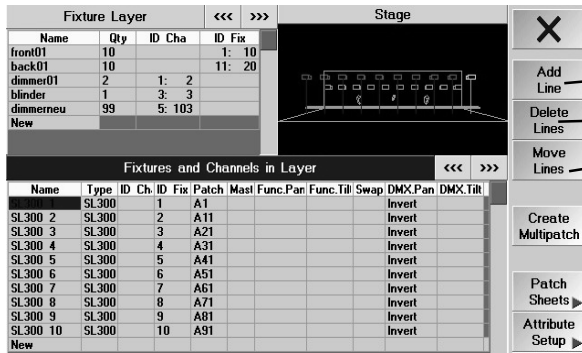 Fixture Layer <<< >>>
Stage
Name Qty ID Cha ID Fix
front01 10 1: 10
back01 10 11: 20
dimmer01 2 1: 2
blinder 1 3: 3
dimmerneu 99 5: 103
New
Add Line
Delete Lines
Move Lines
Create Multipatch
Patch Sheets
Attribute Setup
Fixtures and Channels in Layer <<< >>>
Name Type ID Ch. ID Fix Patch Mast Func.Pan Func.Tilt Swap DMX.Pan DMX.Tilt
SL300 1 SL300 1 A1 Invert
SL300 2 SL300 2 A11 Invert
SL300 3 SL300 3 A21 Invert
SL300 4 SL300 4 A31 Invert
SL300 5 SL300 5 A41 Invert
SL300 6 SL300 6 A51 Invert
SL300 7 SL300 7 A61 Invert
SL300 8 SL300 8 A71 Invert
SL300 9 SL300 9 A81 Invert
SL300 10 SL300 10 A91 Invert
New